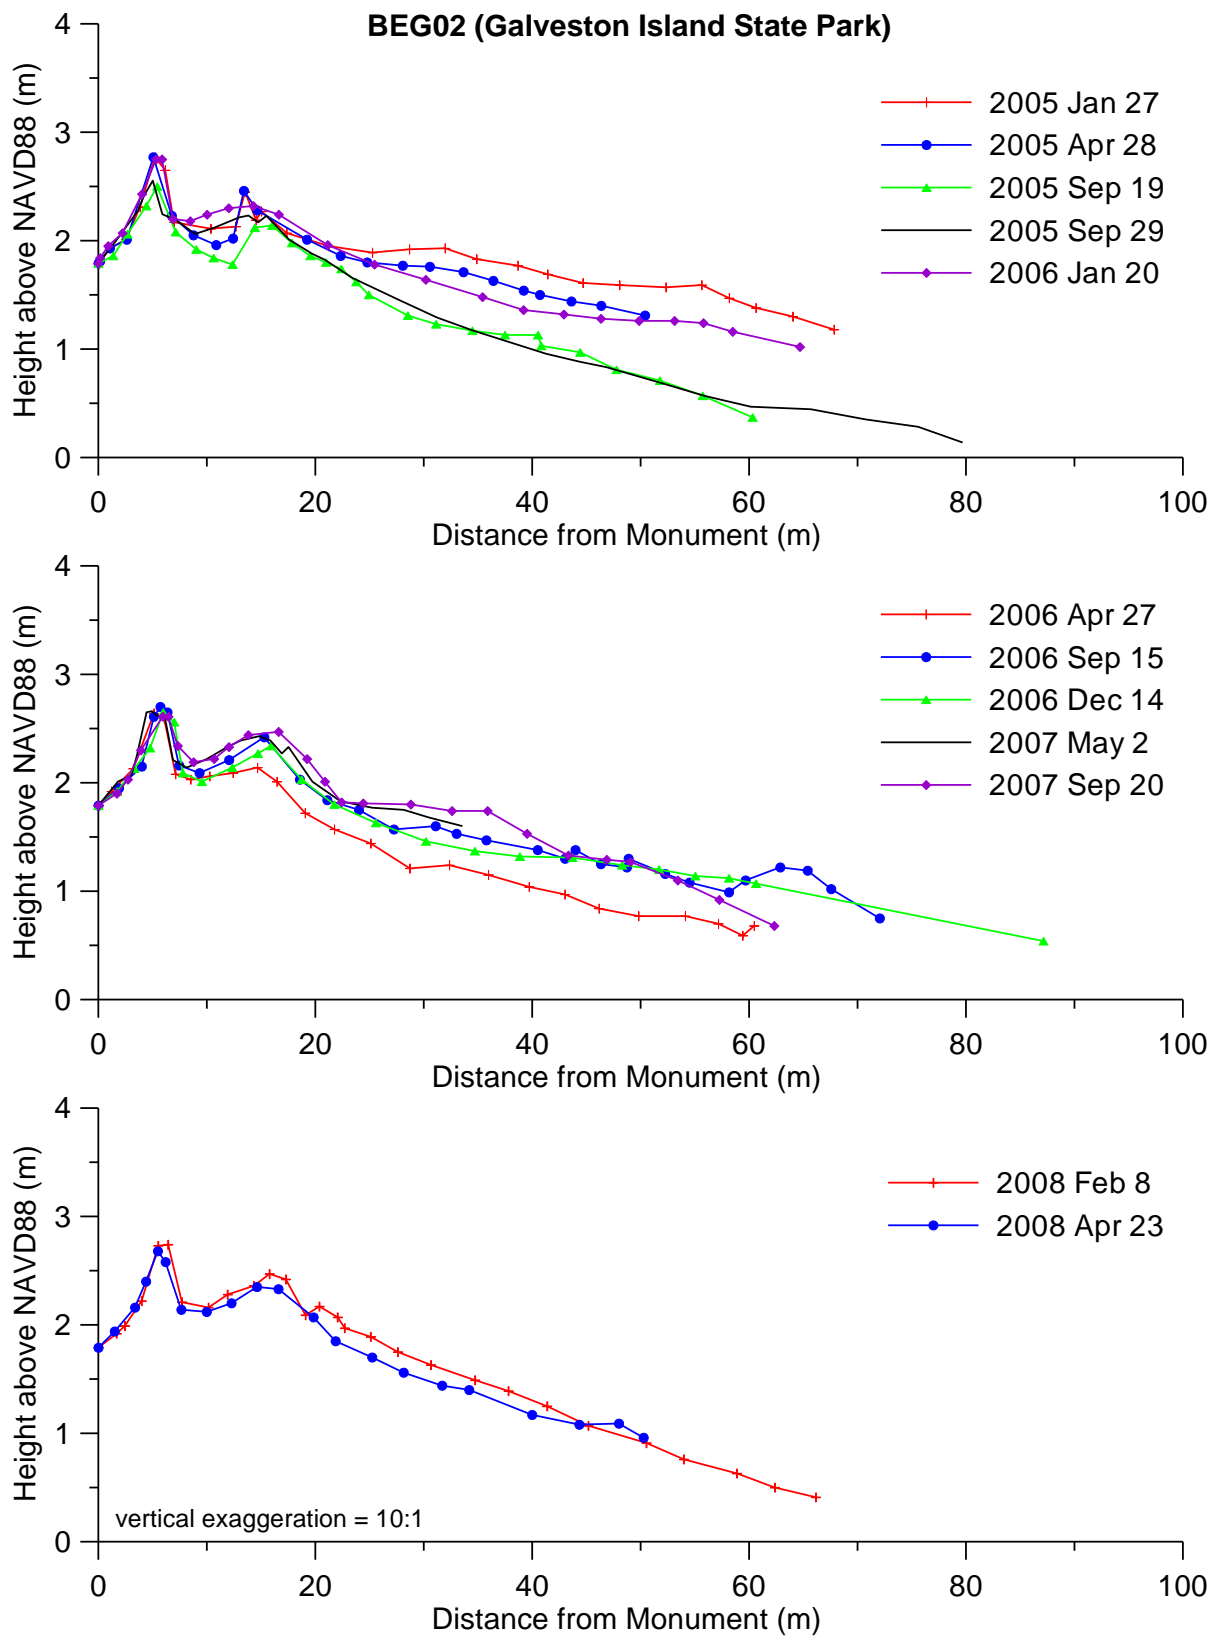 BEG02 (Galveston Island State Park)
4
3
2
1
0
Height above NAVD88 (m)
2005 Jan 27
2005 Apr 28
2005 Sep 19
2005 Sep 29
2006 Jan 20
0 20 40 60 80 100
Distance from Monument (m)
4
3
2
1
0
Height above NAVD88 (m)
2006 Apr 27
2006 Sep 15
2006 Dec 14
2007 May 2
2007 Sep 20
0 20 40 60 80 100
Distance from Monument (m)
4
3
2
1
0
Height above NAVD88 (m)
2008 Feb 8
2008 Apr 23
vertical exaggeration = 10:1
0 20 40 60 80 100
Distance from Monument (m)